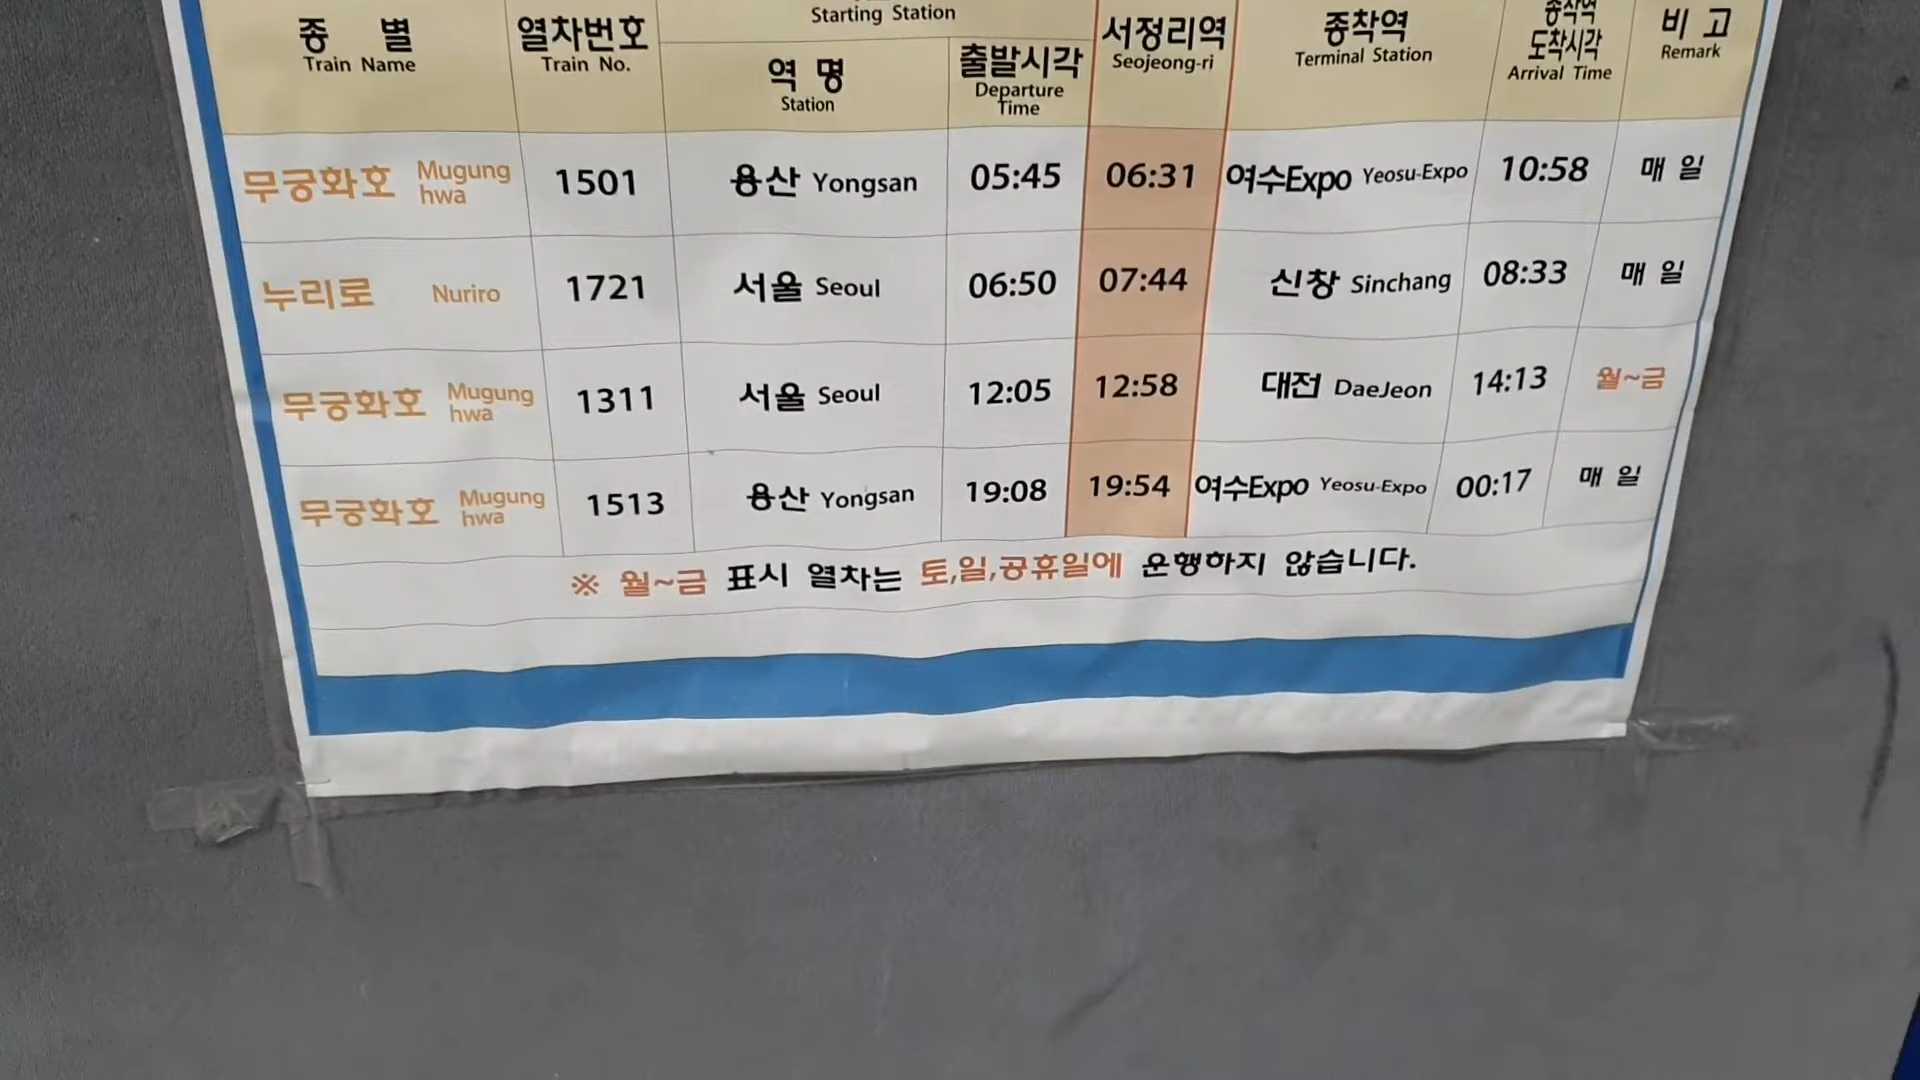 Starting Station
종 별 열차번호 서정리역 종착역 종착역 비 고
Train Name Train No. Seojeong-ri Terminal Station 도착시각 Remark
역 명 출발시각 Arrival Time
Station Departure Time
무궁화호 Mugung hwa 1501 용산 Yongsan 05:45 06:31 여수Expo Yeosu-Expo 10:58 매 일
누리로 Nuriro 1721 서울 Seoul 06:50 07:44 신창 Sinchang 08:33 매 일
무궁화호 Mugung hwa 1311 서울 Seoul 12:05 12:58 대전 DaeJeon 14:13 월~금
무궁화호 Mugung hwa 1513 용산 Yongsan 19:08 19:54 여수Expo Yeosu-Expo 00:17 매 일
※ 월~금 표시 열차는 토,일,공휴일에 운행하지 않습니다.